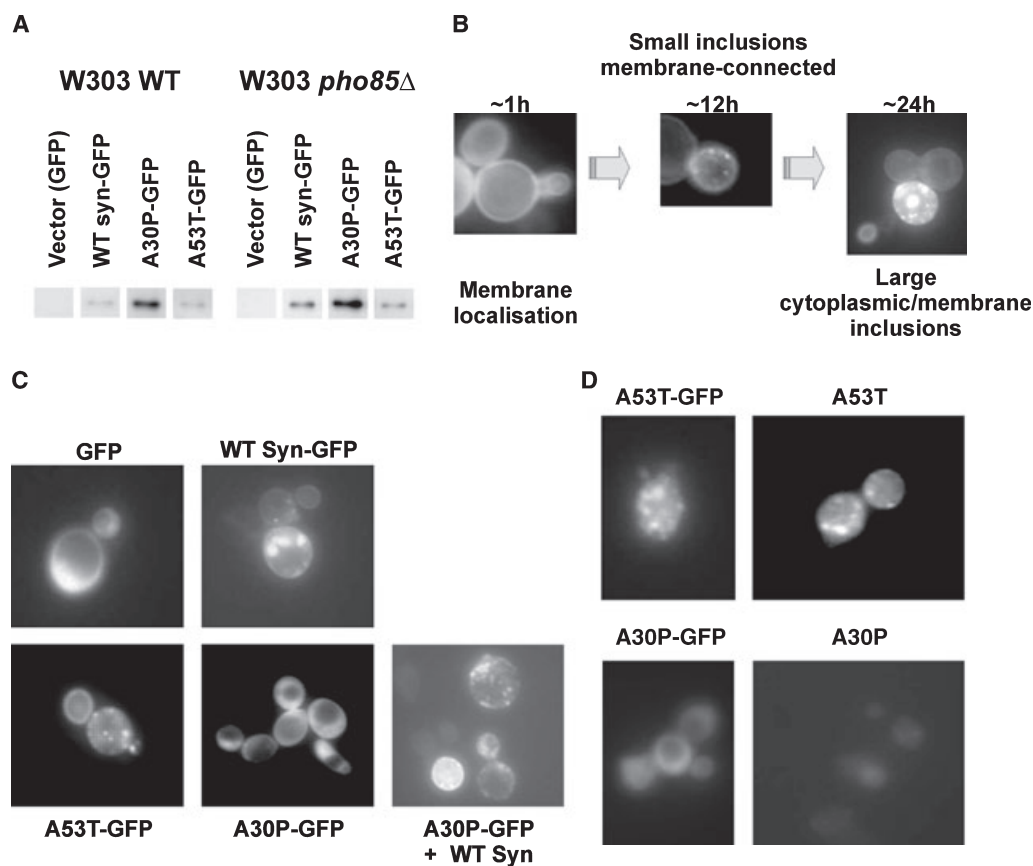 A
W303 WT
W303 pho85Δ
Vector (GFP)
WT syn-GFP
A30P-GFP
A53T-GFP
Vector (GFP)
WT syn-GFP
A30P-GFP
A53T-GFP
B
Small inclusions
membrane-connected
~1h
~12h
~24h
Membrane
localisation
Large
cytoplasmic/membrane
inclusions
C
GFP
WT Syn-GFP
A53T-GFP
A30P-GFP
A30P-GFP
+ WT Syn
D
A53T-GFP
A53T
A30P-GFP
A30P